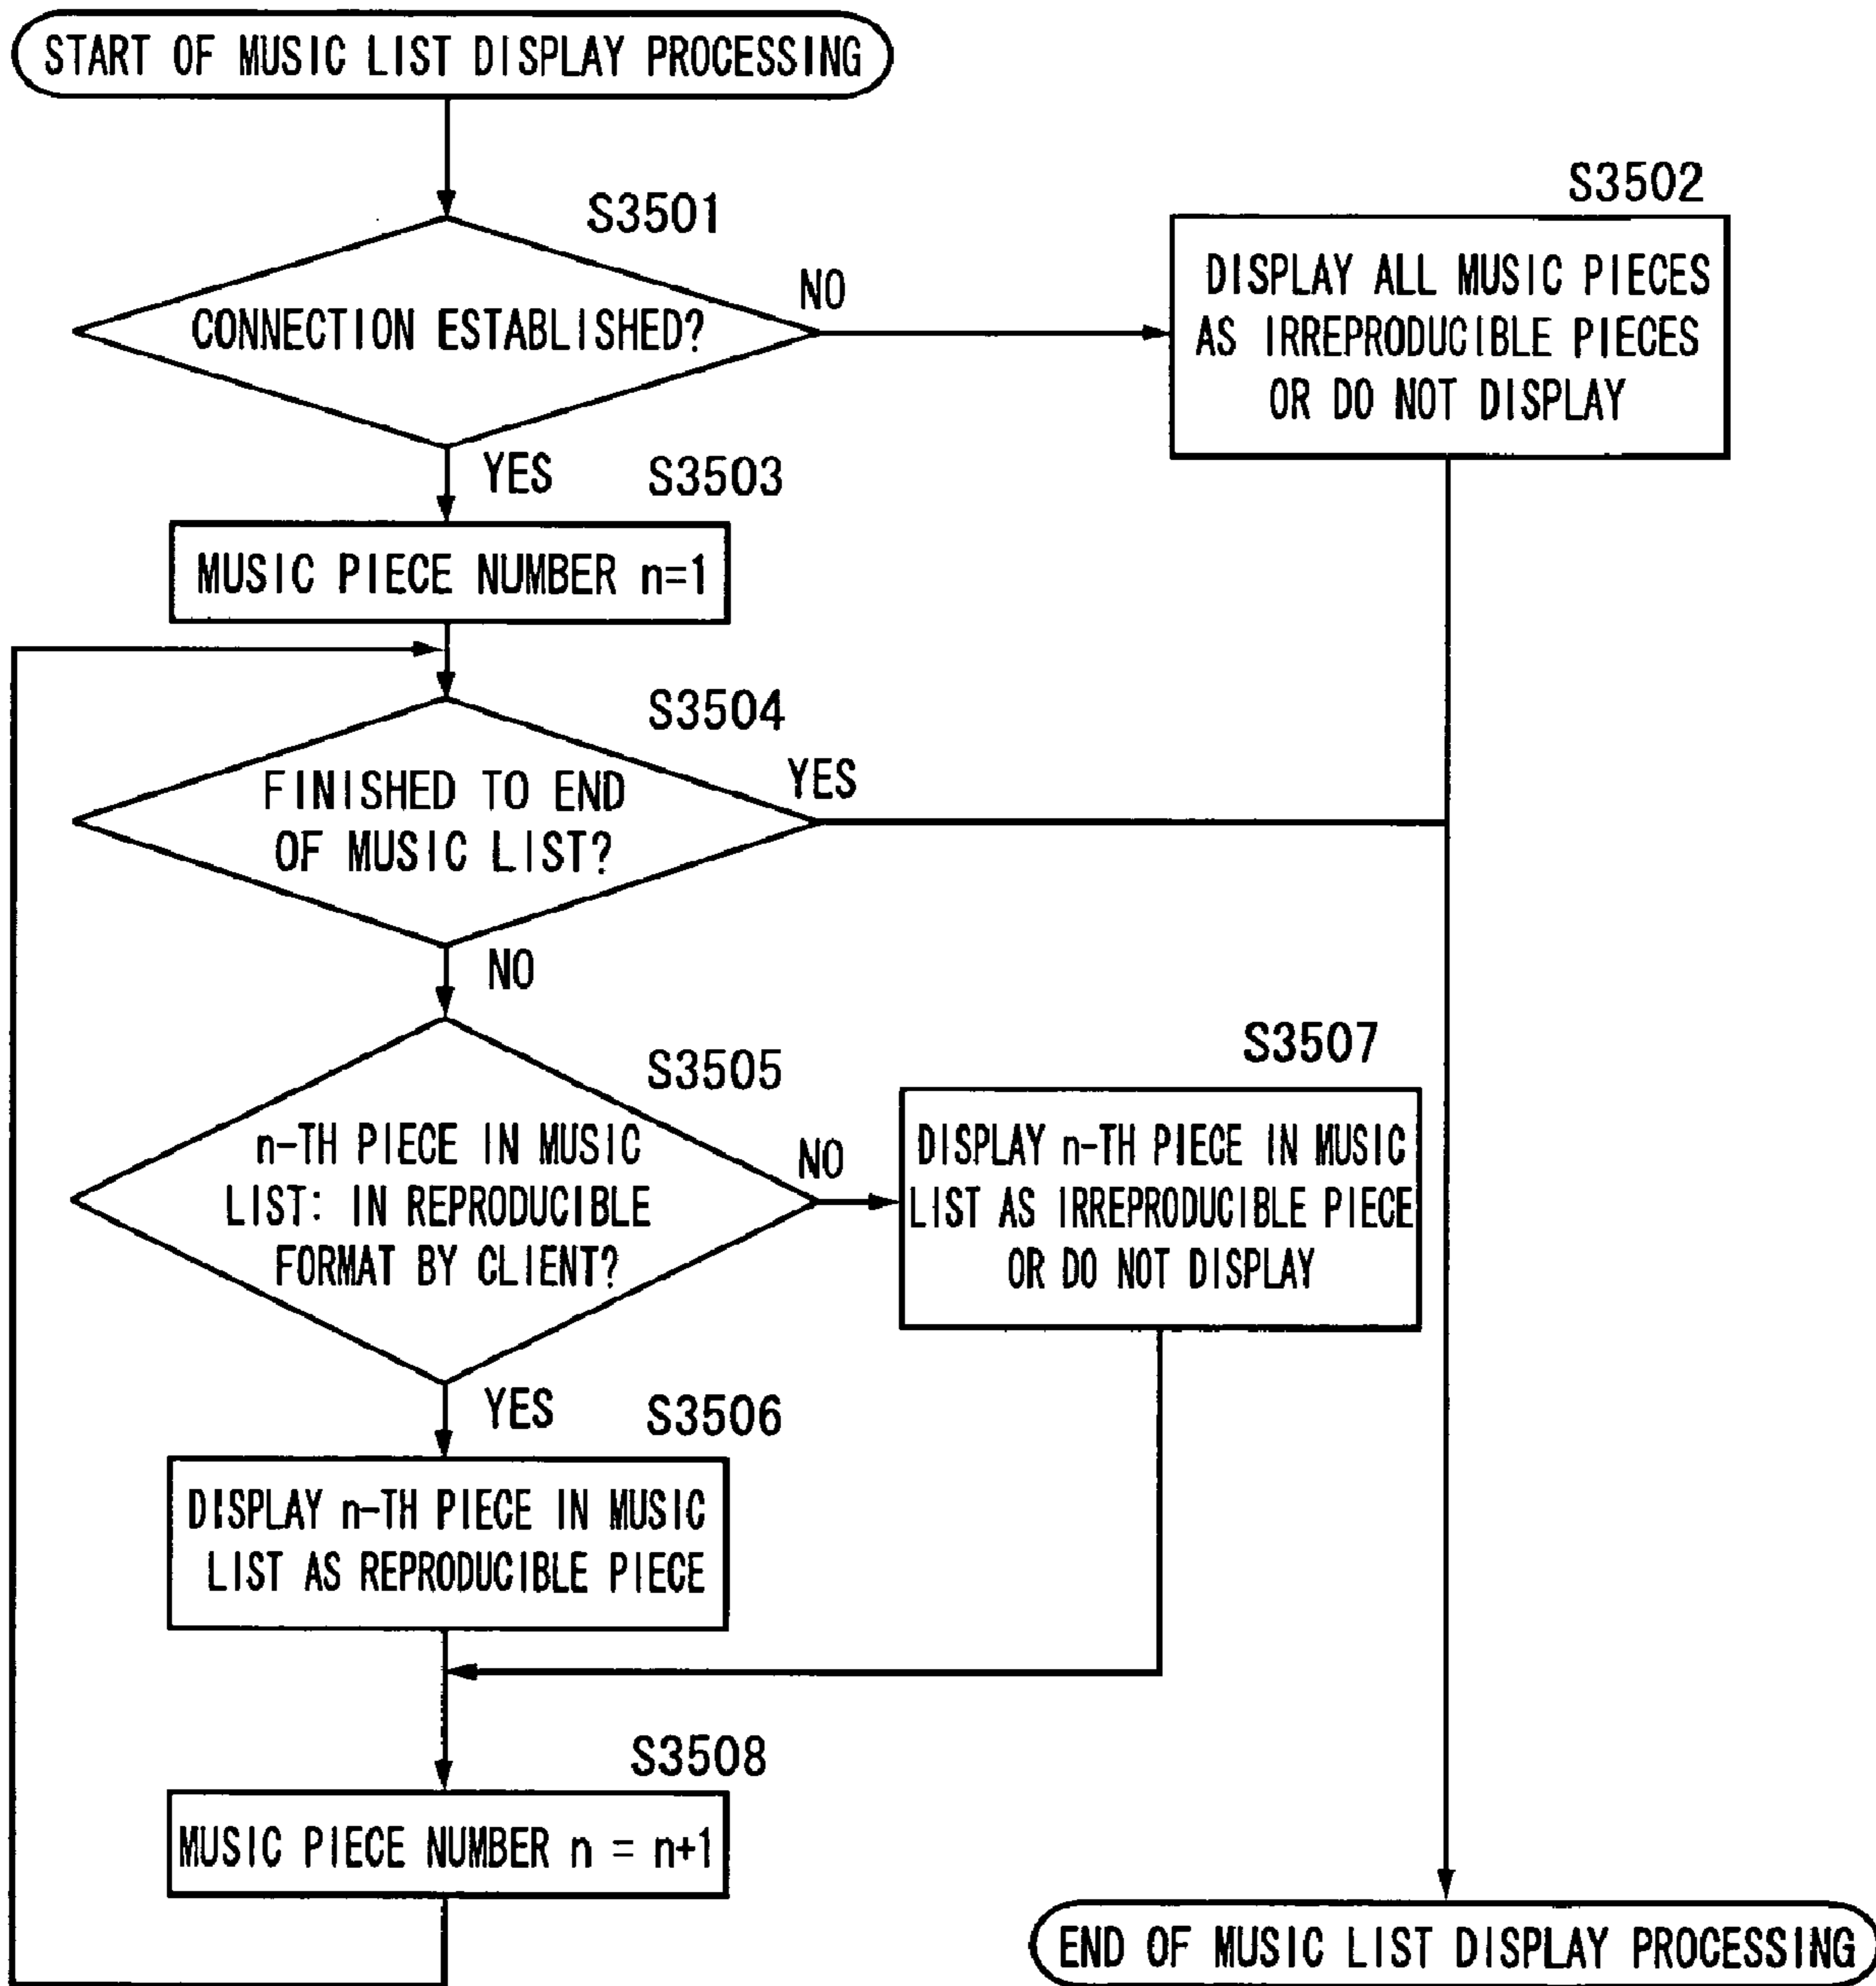 START OF MUSIC LIST DISPLAY PROCESSING
S3501
CONNECTION ESTABLISHED?
NO
S3502
DISPLAY ALL MUSIC PIECES
AS IRREPRODUCIBLE PIECES
OR DO NOT DISPLAY
YES
S3503
MUSIC PIECE NUMBER n=1
S3504
FINISHED TO END
OF MUSIC LIST?
YES
NO
S3505
n-TH PIECE IN MUSIC
LIST: IN REPRODUCIBLE
FORMAT BY CLIENT?
NO
S3507
DISPLAY n-TH PIECE IN MUSIC
LIST AS IRREPRODUCIBLE PIECE
OR DO NOT DISPLAY
YES
S3506
DISPLAY n-TH PIECE IN MUSIC
LIST AS REPRODUCIBLE PIECE
S3508
MUSIC PIECE NUMBER n = n+1
END OF MUSIC LIST DISPLAY PROCESSING